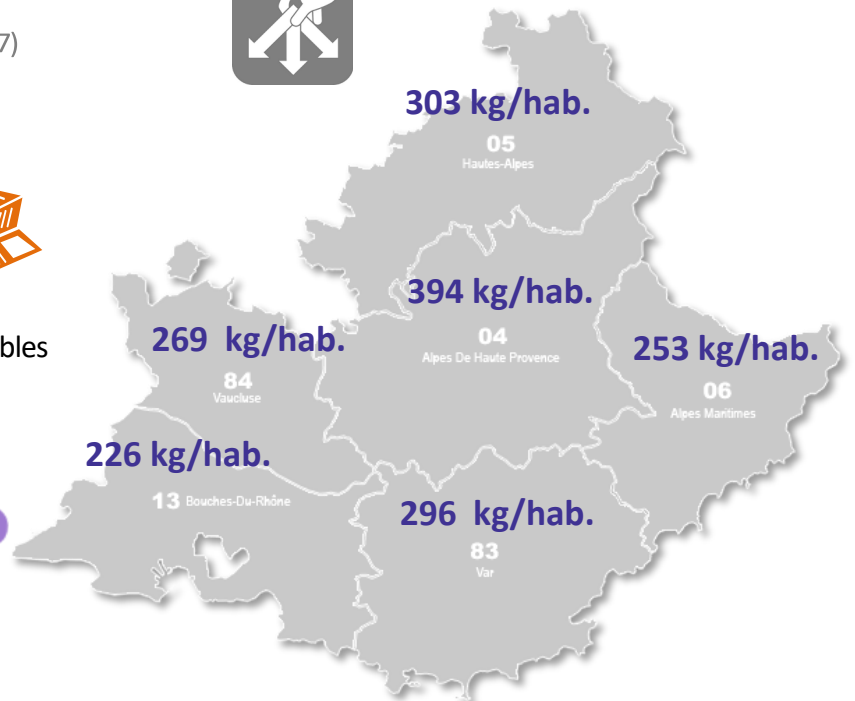 7)
303 kg/hab.
05
Hautes-Alpes
394 kg/hab.
04
Alpes De Haute Provence
269 kg/hab.
84
Vaucluse
253 kg/hab.
06
Alpes Maritimes
bles
226 kg/hab.
13 Bouches-Du-Rhône
296 kg/hab.
83
Var